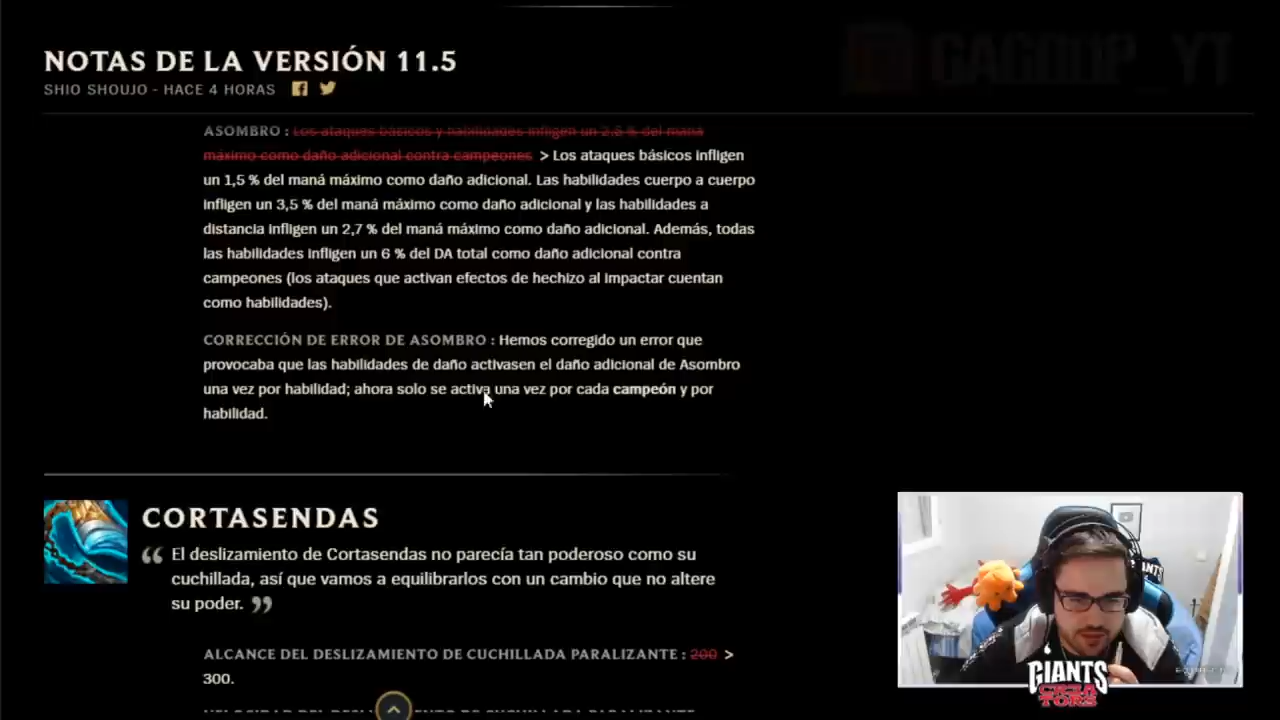 NOTAS DE LA VERSIÓN 11.5
SHIO SHOUJO - HACE 4 HORAS
GAGOUP_YT
ASOMBRO : Los ataques básicos y habilidades infligen un 2,5 % del maná
máximo como daño adicional contra campeones > Los ataques básicos infligen
un 1,5 % del maná máximo como daño adicional. Las habilidades cuerpo a cuerpo
infligen un 3,5 % del maná máximo como daño adicional y las habilidades a
distancia infligen un 2,7 % del maná máximo como daño adicional. Además, todas
las habilidades infligen un 6 % del DA total como daño adicional contra
campeones (los ataques que activan efectos de hechizo al impactar cuentan
como habilidades).
CORRECCIÓN DE ERROR DE ASOMBRO : Hemos corregido un error que
provocaba que las habilidades de daño activasen el daño adicional de Asombro
una vez por habilidad; ahora solo se activa una vez por cada campeón y por
habilidad.
CORTASENDAS
“ El deslizamiento de Cortasendas no parecía tan poderoso como su
cuchillada, así que vamos a equilibrarlos con un cambio que no altere
su poder. ”
ALCANCE DEL DESLIZAMIENTO DE CUCHILLADA PARALIZANTE : 200 >
300.
GIANTS
CREA
TORS